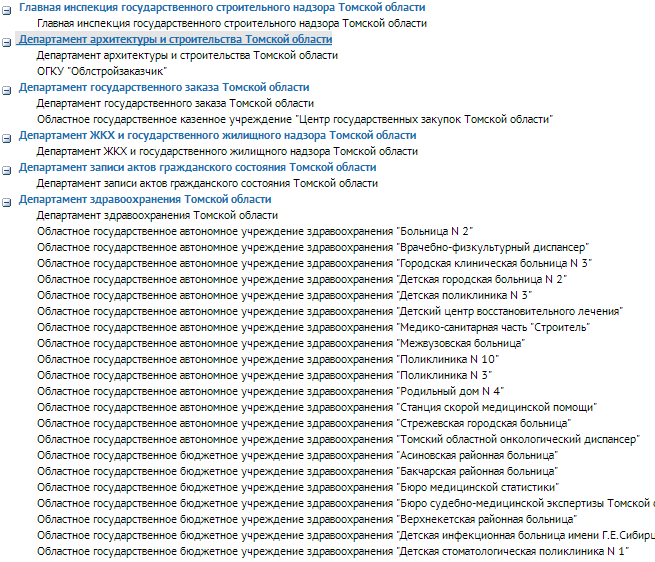 Главная инспекция государственного строительного надзора Томской области
Главная инспекция государственного строительного надзора Томской области
Департамент архитектуры и строительства Томской области
Департамент архитектуры и строительства Томской области
ОГКУ "Облстройзаказчик"
Департамент государственного заказа Томской области
Департамент государственного заказа Томской области
Областное государственное казенное учреждение "Центр государственных закупок Томской области"
Департамент ЖКХ и государственного жилищного надзора Томской области
Департамент ЖКХ и государственного жилищного надзора Томской области
Департамент записи актов гражданского состояния Томской области
Департамент записи актов гражданского состояния Томской области
Департамент здравоохранения Томской области
Департамент здравоохранения Томской области
Областное государственное автономное учреждение здравоохранения "Больница N 2"
Областное государственное автономное учреждение здравоохранения "Врачебно-физкультурный диспансер"
Областное государственное автономное учреждение здравоохранения "Городская клиническая больница N 3"
Областное государственное автономное учреждение здравоохранения "Детская городская больница N 2"
Областное государственное автономное учреждение здравоохранения "Детская поликлиника N 3"
Областное государственное автономное учреждение здравоохранения "Детский центр восстановительного лечения"
Областное государственное автономное учреждение здравоохранения "Медико-санитарная часть "Строитель"
Областное государственное автономное учреждение здравоохранения "Межвузовская больница"
Областное государственное автономное учреждение здравоохранения "Поликлиника N 10"
Областное государственное автономное учреждение здравоохранения "Поликлиника N 3"
Областное государственное автономное учреждение здравоохранения "Родильный дом N 4"
Областное государственное автономное учреждение здравоохранения "Станция скорой медицинской помощи"
Областное государственное автономное учреждение здравоохранения "Стрежевская городская больница"
Областное государственное автономное учреждение здравоохранения "Томский областной онкологический диспансер"
Областное государственное бюджетное учреждение здравоохранения "Асиновская районная больница"
Областное государственное бюджетное учреждение здравоохранения "Бакчарская районная больница"
Областное государственное бюджетное учреждение здравоохранения "Бюро медицинской статистики"
Областное государственное бюджетное учреждение здравоохранения "Бюро судебно-медицинской экспертизы Томской
Областное государственное бюджетное учреждение здравоохранения "Верхнекетская районная больница"
Областное государственное бюджетное учреждение здравоохранения "Детская инфекционная больница имени Г.Е.Сибирц
Областное государственное бюджетное учреждение здравоохранения "Детская стоматологическая поликлиника N 1"